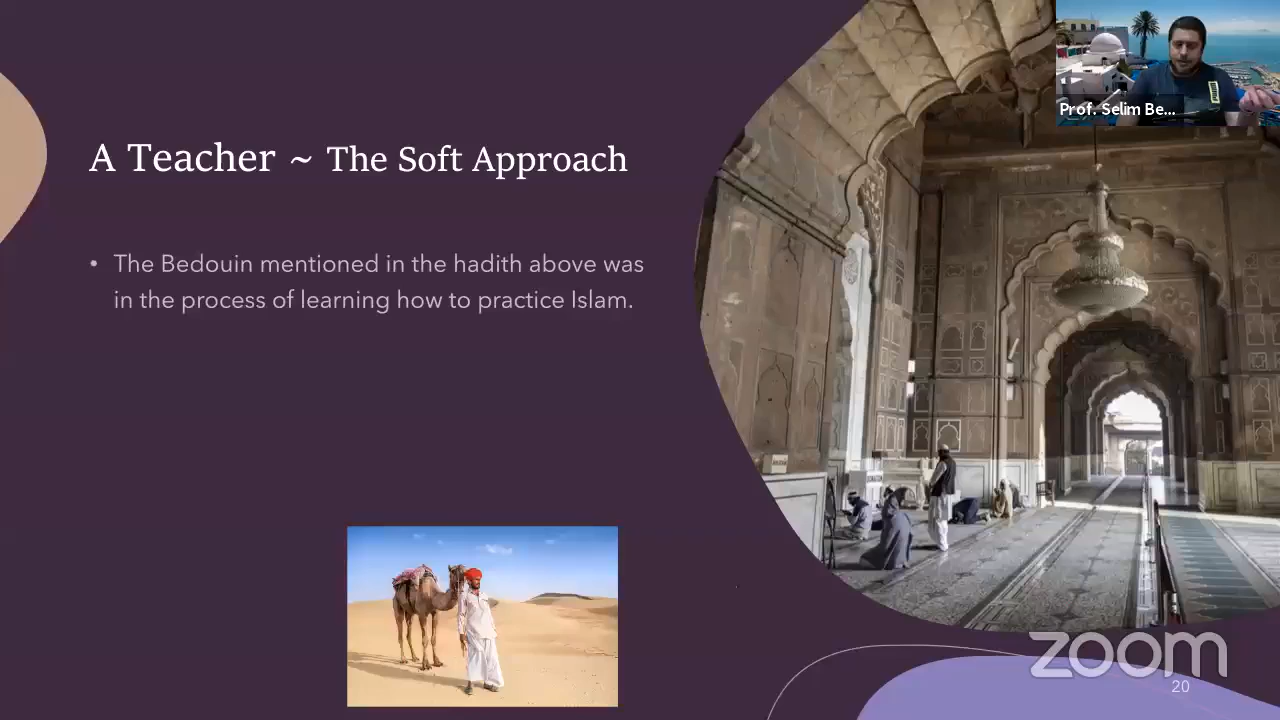 Prof. Selim Be...
A Teacher ~ The Soft Approach
• The Bedouin mentioned in the hadith above was
in the process of learning how to practice Islam.
zoom
20